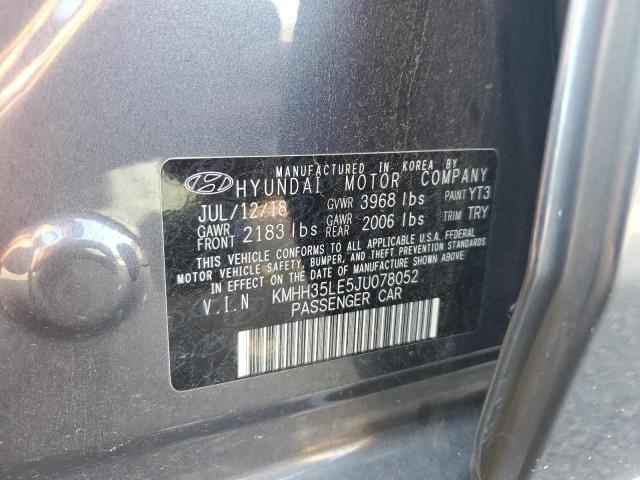 MANUFACTURED IN KOREA BY
HYUNDAI MOTOR COMPANY
JUL/12/18 GVWR 3968 lbs PAINT YT3
GAWR FRONT 2183 lbs GAWR REAR 2006 lbs TRIM TRY
THIS VEHICLE CONFORMS TO ALL APPLICABLE U.S.A. FEDERAL
MOTOR VEHICLE SAFETY, BUMPER, AND THEFT PREVENTION STANDARDS
IN EFFECT ON THE DATE OF MANUFACTURE SHOWN ABOVE.
V.I.N KMHH35LE5JU078052
PASSENGER CAR